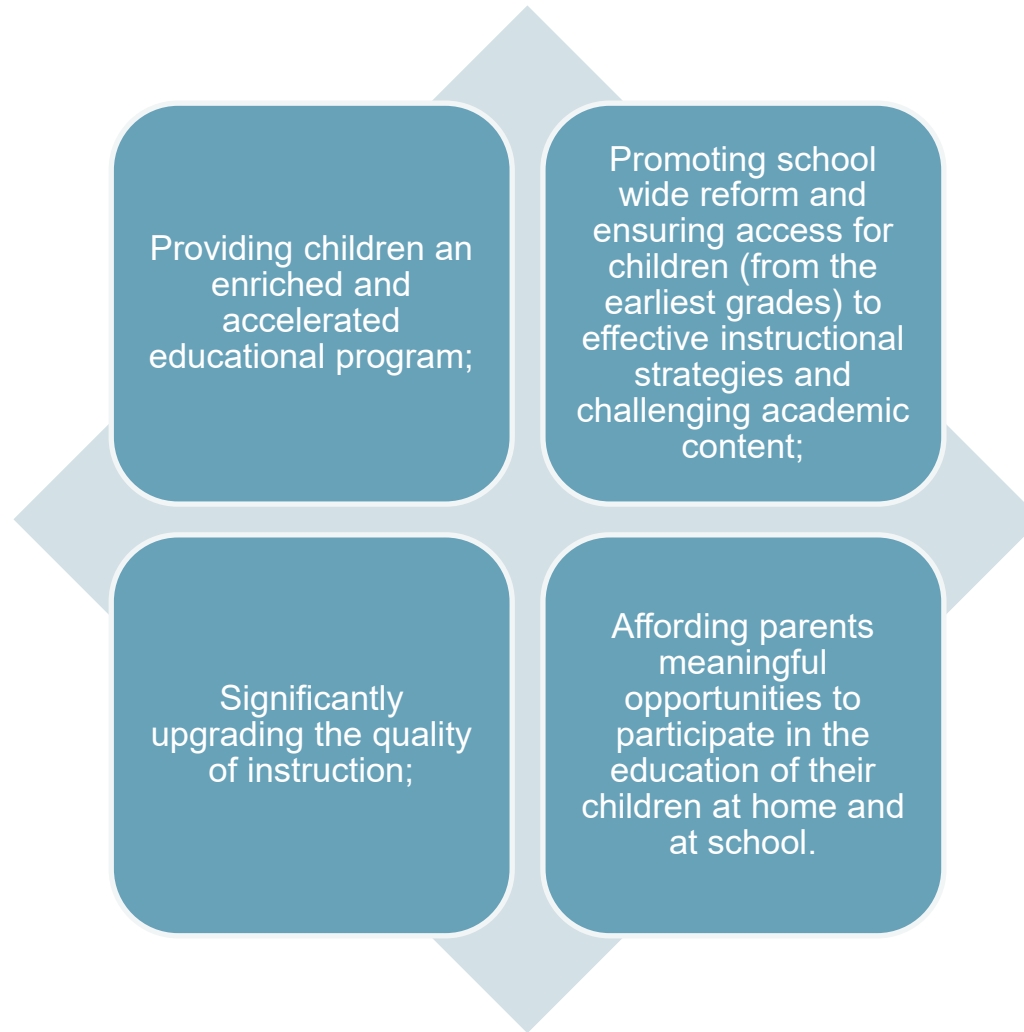 Providing children an
enriched and
accelerated
educational program;
Promoting school
wide reform and
ensuring access for
children (from the
earliest grades) to
effective instructional
strategies and
challenging academic
content;
Significantly
upgrading the quality
of instruction;
Affording parents
meaningful
opportunities to
participate in the
education of their
children at home and
at school.